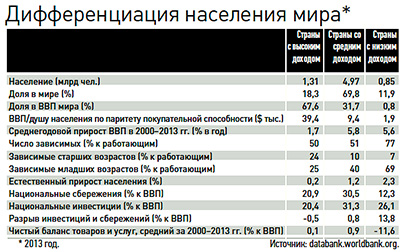 Дифференциация населения мира*
Страны с высоким доходом Страны со средним доходом Страны с низким доходом
Население (млрд чел.) 1,31 4,97 0,85
Доля в мире (%) 18,3 69,8 11,9
Доля в ВВП мира (%) 67,6 31,7 0,8
ВВП/душу населения по паритету покупательной способности ($ тыс.) 39,4 9,4 1,9
Среднегодовой прирост ВВП в 2000–2013 гг. (% в год) 1,7 5,8 5,6
Число зависимых (% к работающим) 50 51 77
Зависимые старших возрастов (% к работающим) 24 10 7
Зависимые младших возрастов (% к работающим) 25 40 69
Естественный прирост населения (%) 0,2 1,2 2,3
Национальные сбережения (% к ВВП) 20,9 30,5 12,3
Национальные инвестиции (% к ВВП) 20,4 31,3 26,1
Разрыв инвестиций и сбережений (% к ВВП) -0,5 0,8 13,8
Чистый баланс товаров и услуг, средний за 2000–2013 гг. (% ВВП) 0,1 0,9 –11,6
* 2013 год. Источник: databank.worldbank.org.